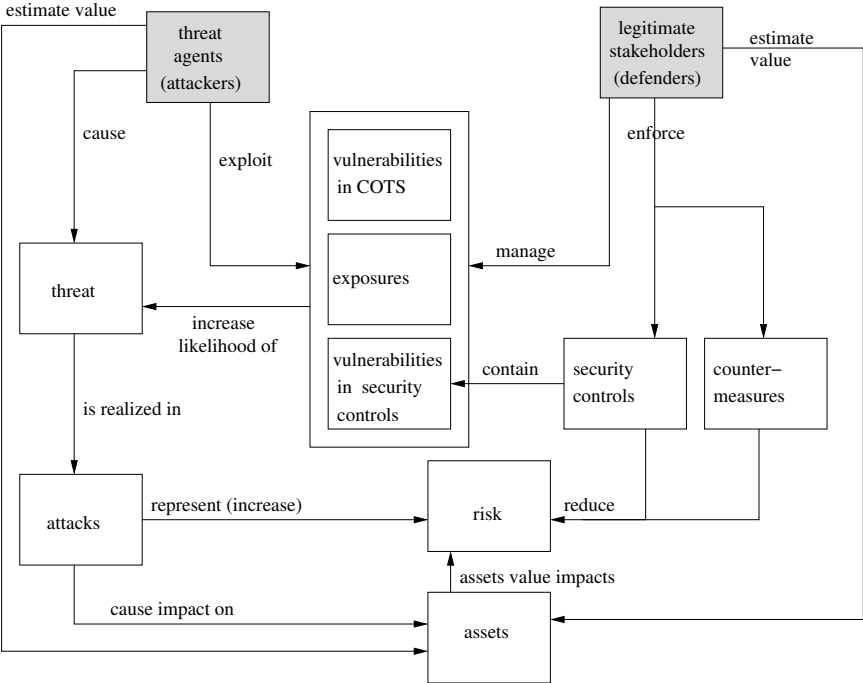 estimate value
threat
agents
(attackers)
legitimate
stakeholders
(defenders)
estimate
value
cause
exploit
enforce
vulnerabilities
in COTS
manage
exposures
threat
increase
likelihood of
vulnerabilities
in security
controls
contain
security
controls
counter-
measures
is realized in
attacks
represent (increase)
risk
reduce
assets value impacts
cause impact on
assets